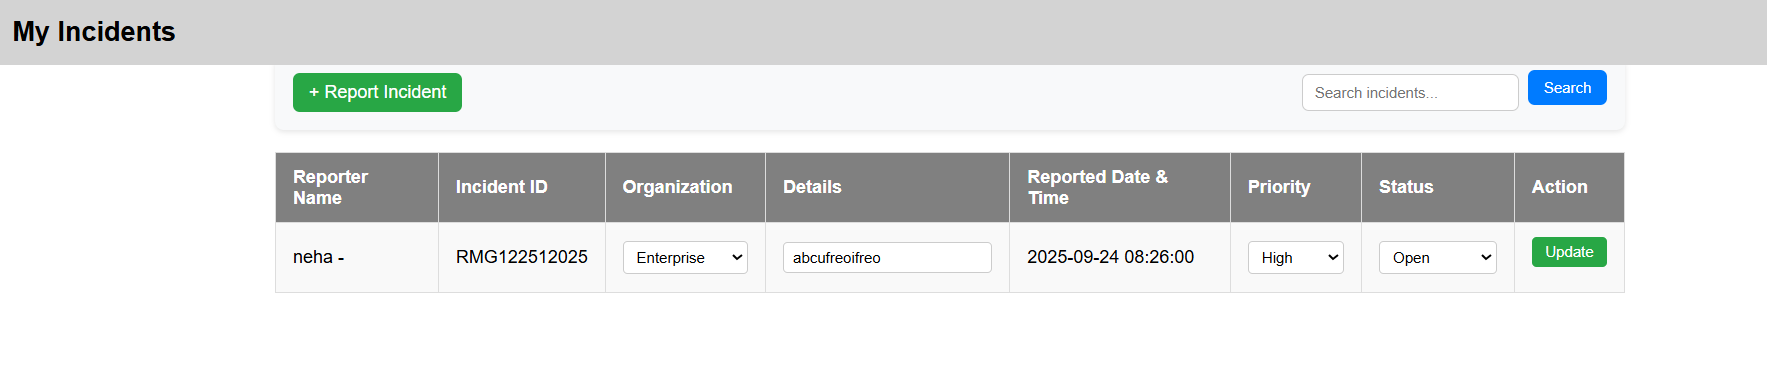 My Incidents
+ Report Incident
Search incidents...
Search
Reporter
Name
Incident ID
Organization
Details
Reported Date &
Time
Priority
Status
Action
neha -
RMG122512025
Enterprise
abcufreoifreo
2025-09-24 08:26:00
High
Open
Update